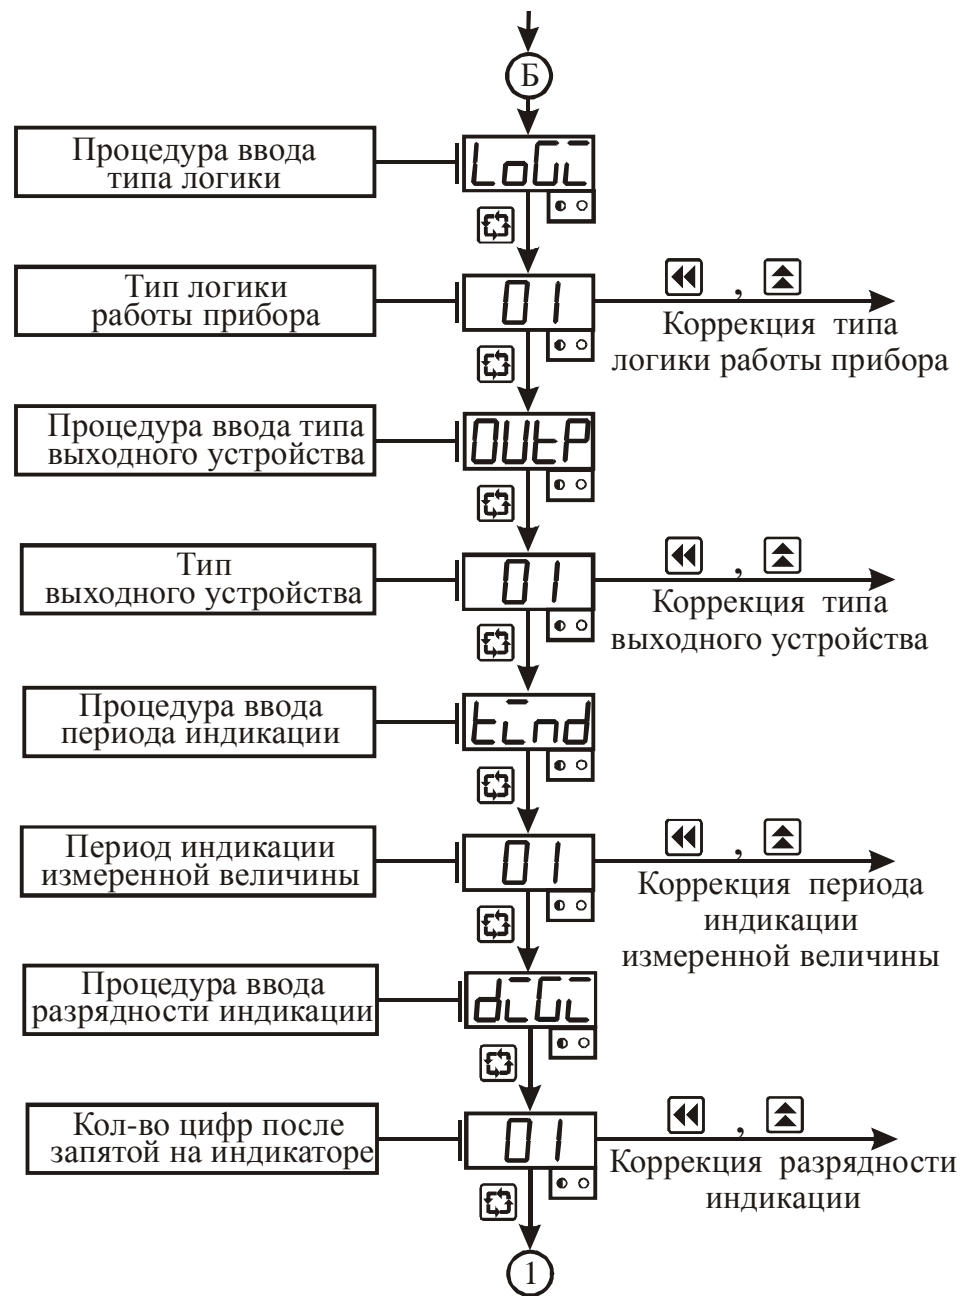 Б
Процедура ввода
типа логики
LoGi
Тип логики
работы прибора
01
,
Коррекция типа
логики работы прибора
Процедура ввода типа
выходного устройства
OUtP
Тип
выходного устройства
01
,
Коррекция типа
выходного устройства
Процедура ввода
периода индикации
tind
Период индикации
измеренной величины
01
,
Коррекция периода
индикации
измеренной величины
Процедура ввода
разрядности индикации
diGi
Кол-во цифр после
запятой на индикаторе
01
,
Коррекция разрядности
индикации
1